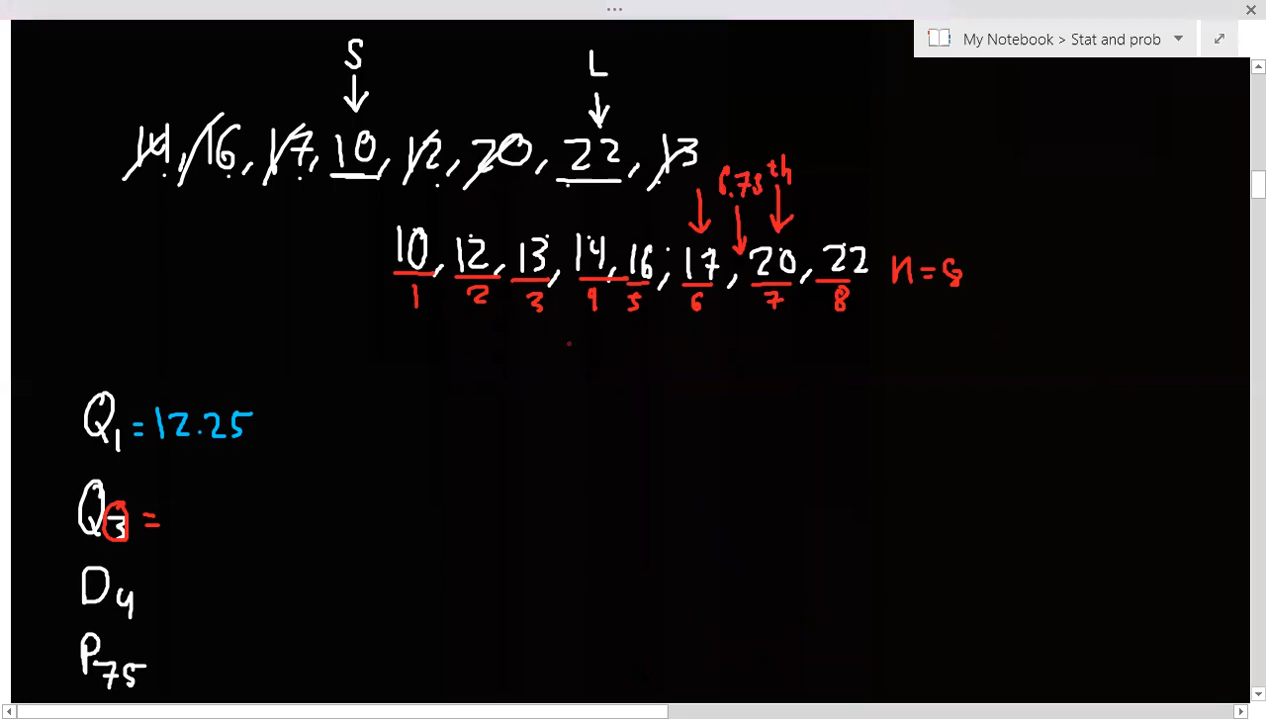 My Notebook > Stat and prob
S
L
14, 16, 17, 10, 12, 20, 22, 13
6.75th
10, 12, 13, 14, 16, 17, 20, 22 n=8
1 2 3 4 5 6 7 8
Q1 = 12.25
Q3 =
D4
P75